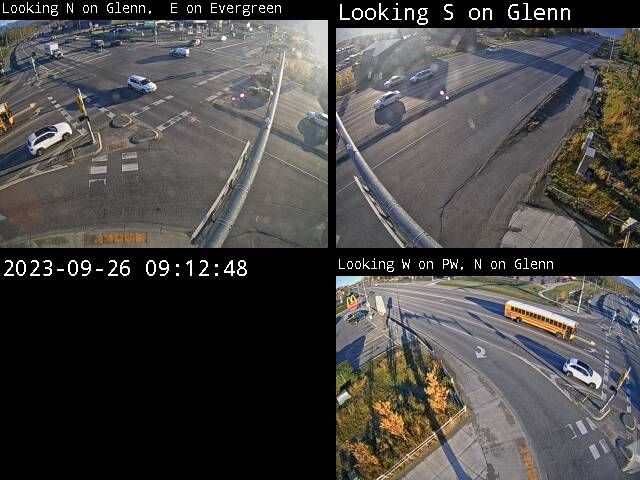 Looking N on Glenn,  E on Evergreen
Looking S on Glenn
2023-09-26 09:12:48
Looking W on PW, N on Glenn